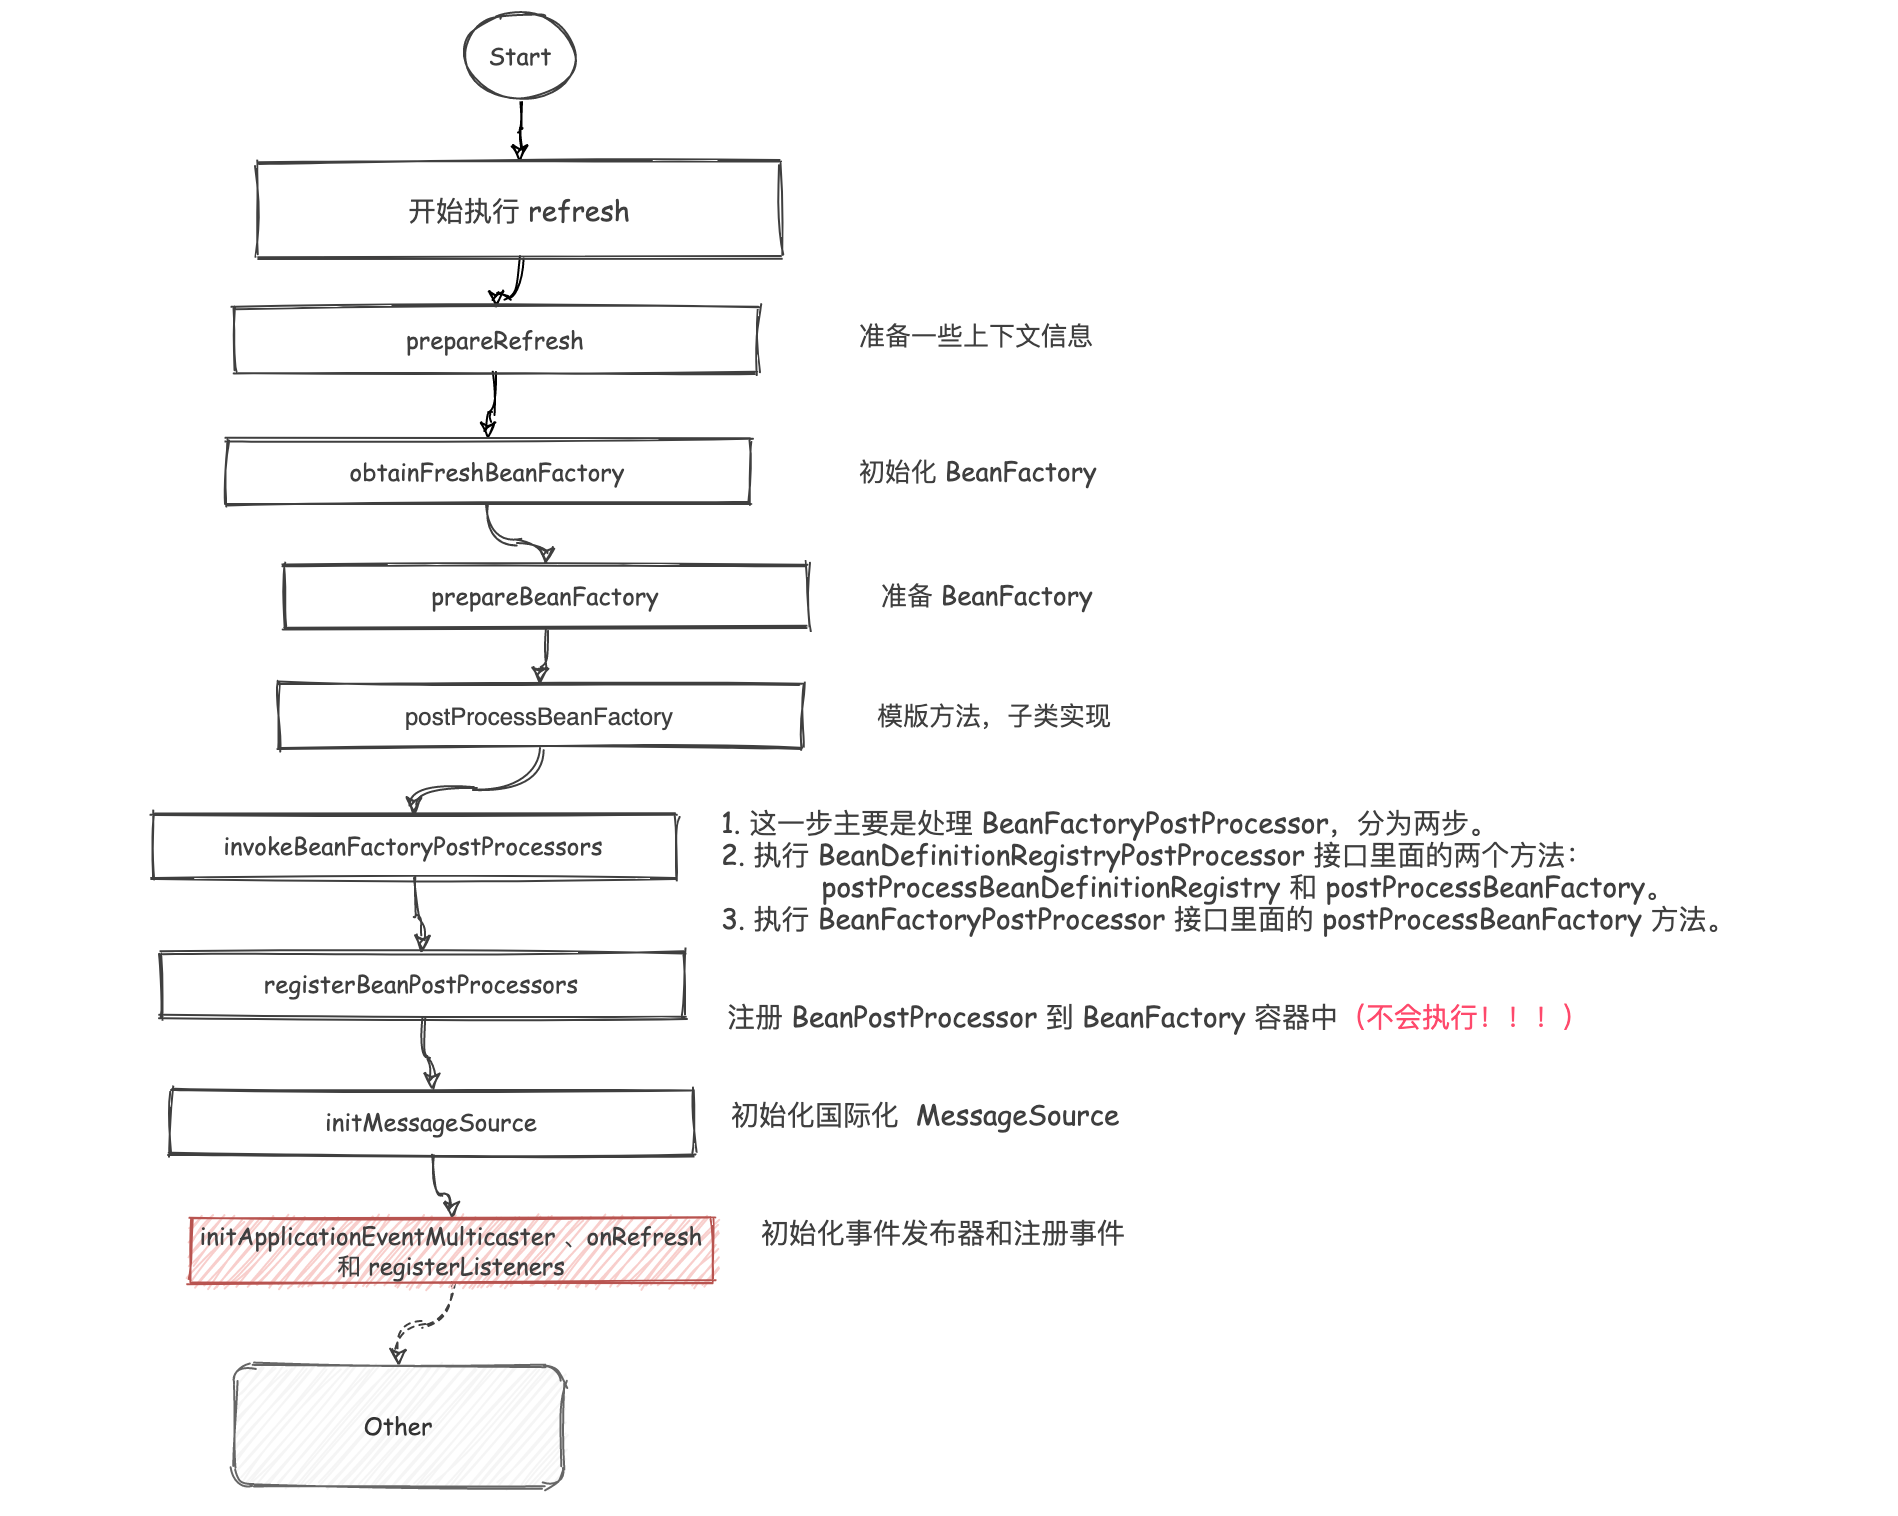 Start
开始执行 refresh
prepareRefresh
准备一些上下文信息
obtainFreshBeanFactory
初始化 BeanFactory
prepareBeanFactory
准备 BeanFactory
postProcessBeanFactory
模版方法，子类实现
invokeBeanFactoryPostProcessors
1. 这一步主要是处理 BeanFactoryPostProcessor，分为两步。
2. 执行 BeanDefinitionRegistryPostProcessor 接口里面的两个方法：
postProcessBeanDefinitionRegistry 和 postProcessBeanFactory。
3. 执行 BeanFactoryPostProcessor 接口里面的 postProcessBeanFactory 方法。
registerBeanPostProcessors
注册 BeanPostProcessor 到 BeanFactory 容器中（不会执行！！！）
initMessageSource
初始化国际化 MessageSource
initApplicationEventMulticaster 、onRefresh
和 registerListeners
初始化事件发布器和注册事件
Other